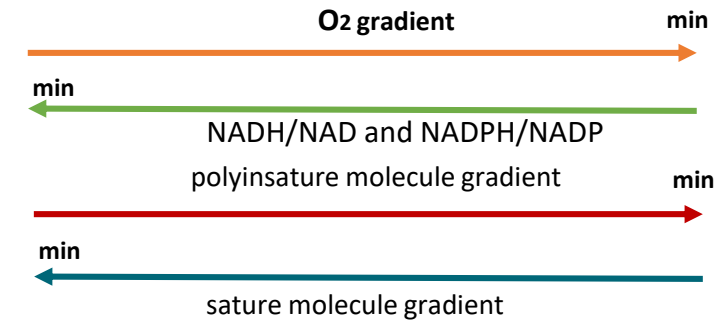 O2 gradient min
min
NADH/NAD and NADPH/NADP
polyinsature molecule gradient min
min
sature molecule gradient